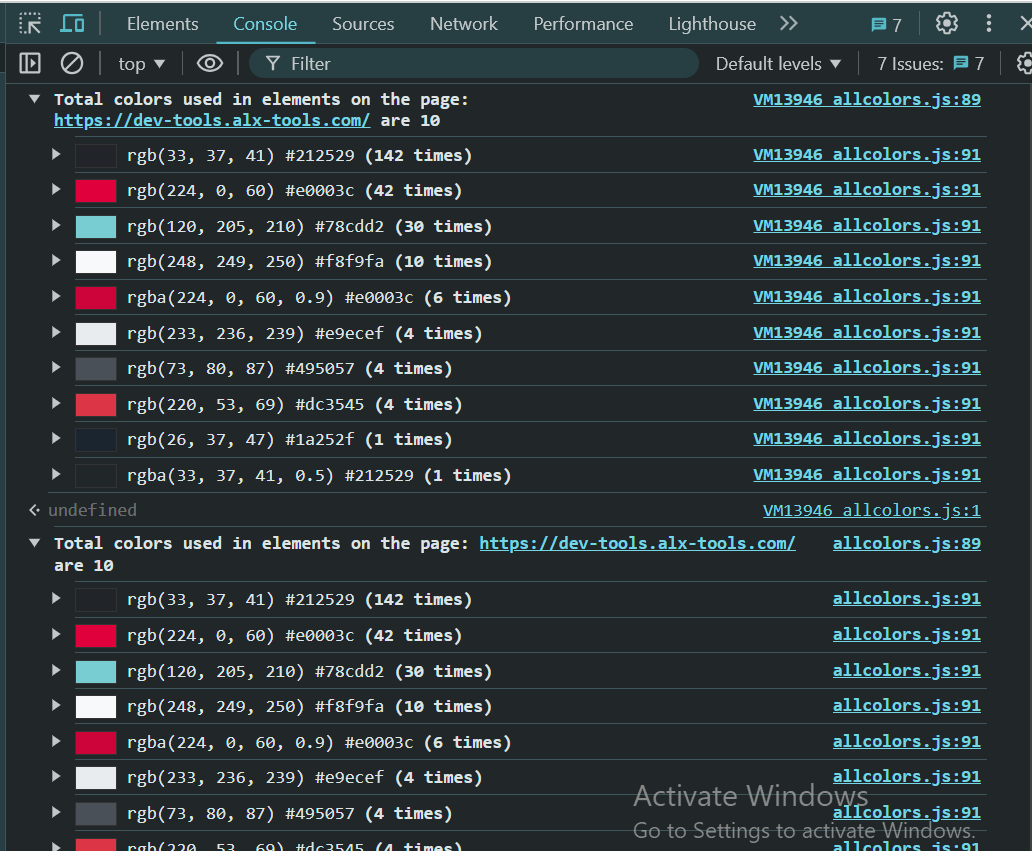 Elements Console Sources Network Performance Lighthouse 7
top Filter Default levels 7 Issues: 7
Total colors used in elements on the page: VM13946 allcolors.js:89
https://dev-tools.alx-tools.com/ are 10
rgb(33, 37, 41) #212529 (142 times) VM13946 allcolors.js:91
rgb(224, 0, 60) #e0003c (42 times) VM13946 allcolors.js:91
rgb(120, 205, 210) #78cdd2 (30 times) VM13946 allcolors.js:91
rgb(248, 249, 250) #f8f9fa (10 times) VM13946 allcolors.js:91
rgba(224, 0, 60, 0.9) #e0003c (6 times) VM13946 allcolors.js:91
rgb(233, 236, 239) #e9ecef (4 times) VM13946 allcolors.js:91
rgb(73, 80, 87) #495057 (4 times) VM13946 allcolors.js:91
rgb(220, 53, 69) #dc3545 (4 times) VM13946 allcolors.js:91
rgb(26, 37, 47) #1a252f (1 times) VM13946 allcolors.js:91
rgba(33, 37, 41, 0.5) #212529 (1 times) VM13946 allcolors.js:91
undefined VM13946 allcolors.js:1
Total colors used in elements on the page: https://dev-tools.alx-tools.com/ allcolors.js:89
are 10
rgb(33, 37, 41) #212529 (142 times) allcolors.js:91
rgb(224, 0, 60) #e0003c (42 times) allcolors.js:91
rgb(120, 205, 210) #78cdd2 (30 times) allcolors.js:91
rgb(248, 249, 250) #f8f9fa (10 times) allcolors.js:91
rgba(224, 0, 60, 0.9) #e0003c (6 times) allcolors.js:91
rgb(233, 236, 239) #e9ecef (4 times) allcolors.js:91
Activate Windows
rgb(73, 80, 87) #495057 (4 times) allcolors.js:91
Go to Settings to activate Windows.
rgb(220, 53, 69) #dc3545 (4 times) allcolors.js:91